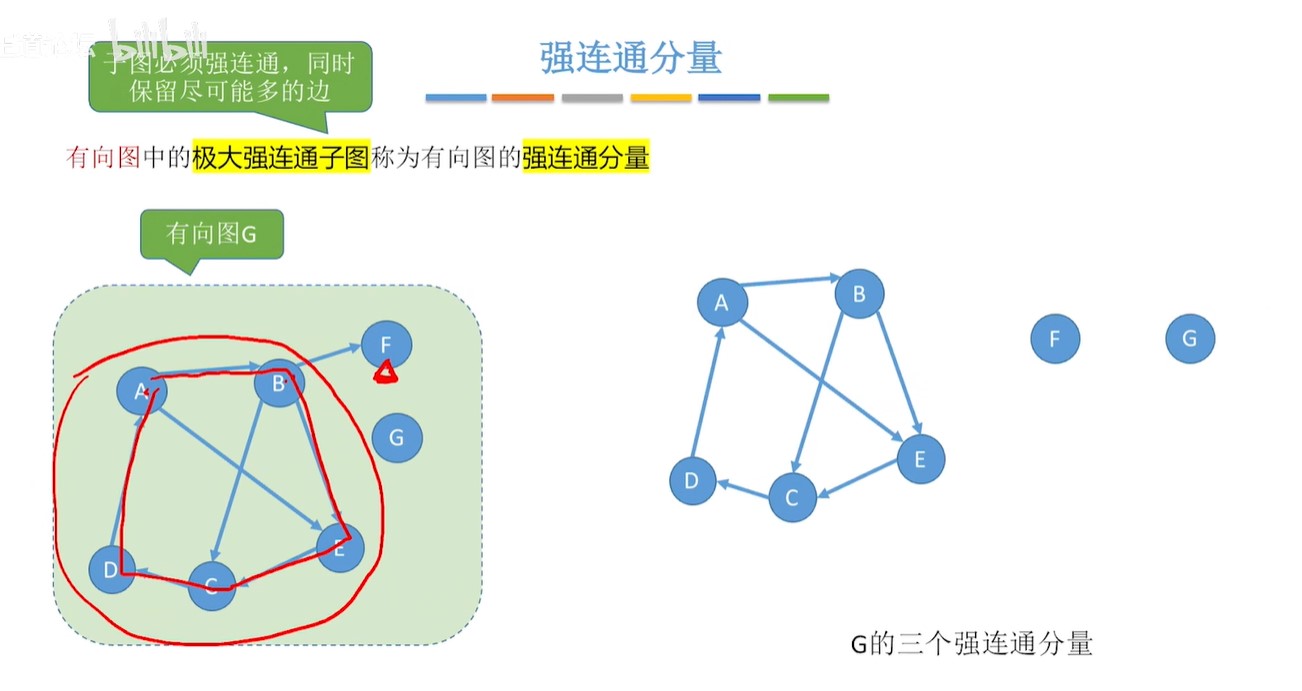 bilibili
子图必须强连通，同时
保留尽可能多的边
强连通分量
有向图中的极大强连通子图称为有向图的强连通分量
有向图G
A
B
F
G
D
C
E
A
B
F
G
D
C
E
G的三个强连通分量